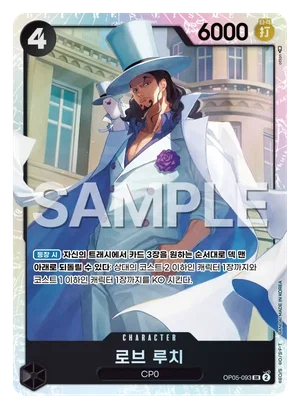 4
6000
타격
打
SAMPLE
등장 시 자신의 트래시에서 카드 3장을 원하는 순서대로 덱 맨
아래로 되돌릴 수 있다: 상대의 코스트 2 이하인 캐릭터 1장까지와
코스트 1 이하인 캐릭터 1장까지를 KO 시킨다.
CHARACTER
로브 루치
CP0
OP05-093 SR
2